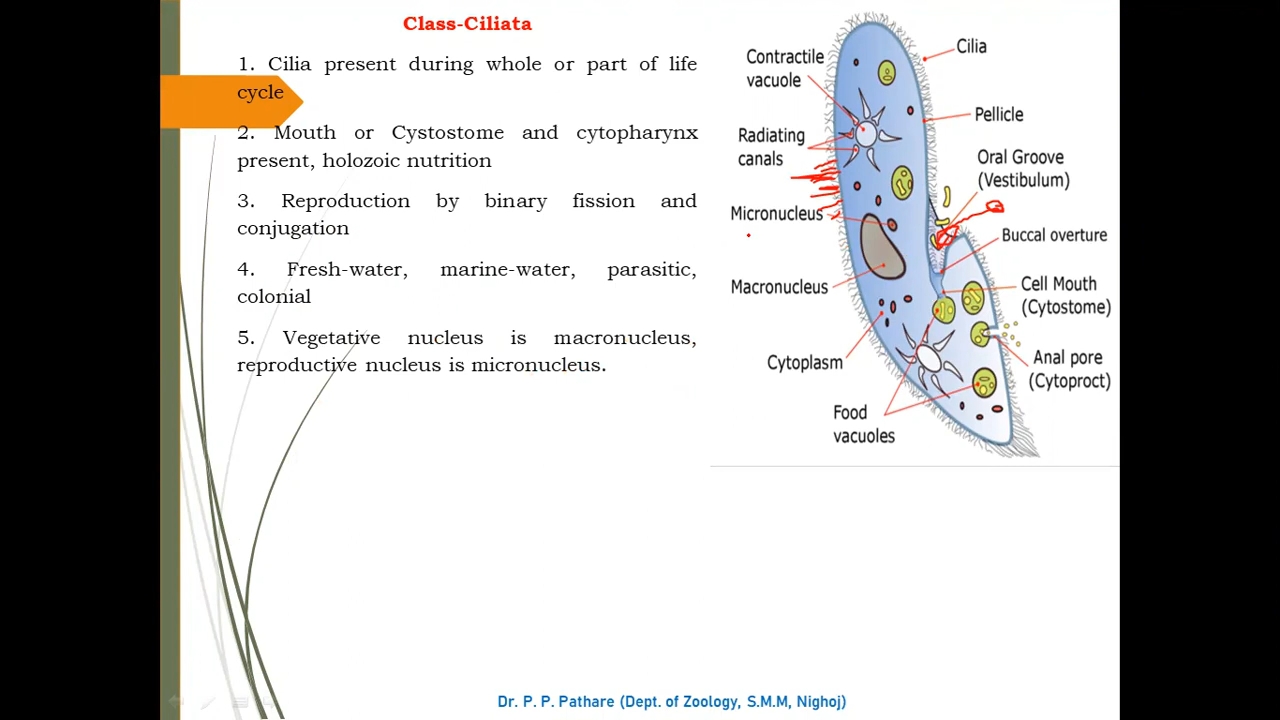 Class-Ciliata
1. Cilia present during whole or part of life
cycle
2. Mouth or Cystostome and cytopharynx
present, holozoic nutrition
3. Reproduction by binary fission and
conjugation
4. Fresh-water, marine-water, parasitic,
colonial
5. Vegetative nucleus is macronucleus,
reproductive nucleus is micronucleus.
Contractile
vacuole
Radiating
canals
Micronucleus
Macronucleus
Cytoplasm
Food
vacuoles
Cilia
Pellicle
Oral Groove
(Vestibulum)
Buccal overture
Cell Mouth
(Cytostome)
Anal pore
(Cytoproct)
Dr. P. P. Pathare (Dept. of Zoology, S.M.M, Nighoj)